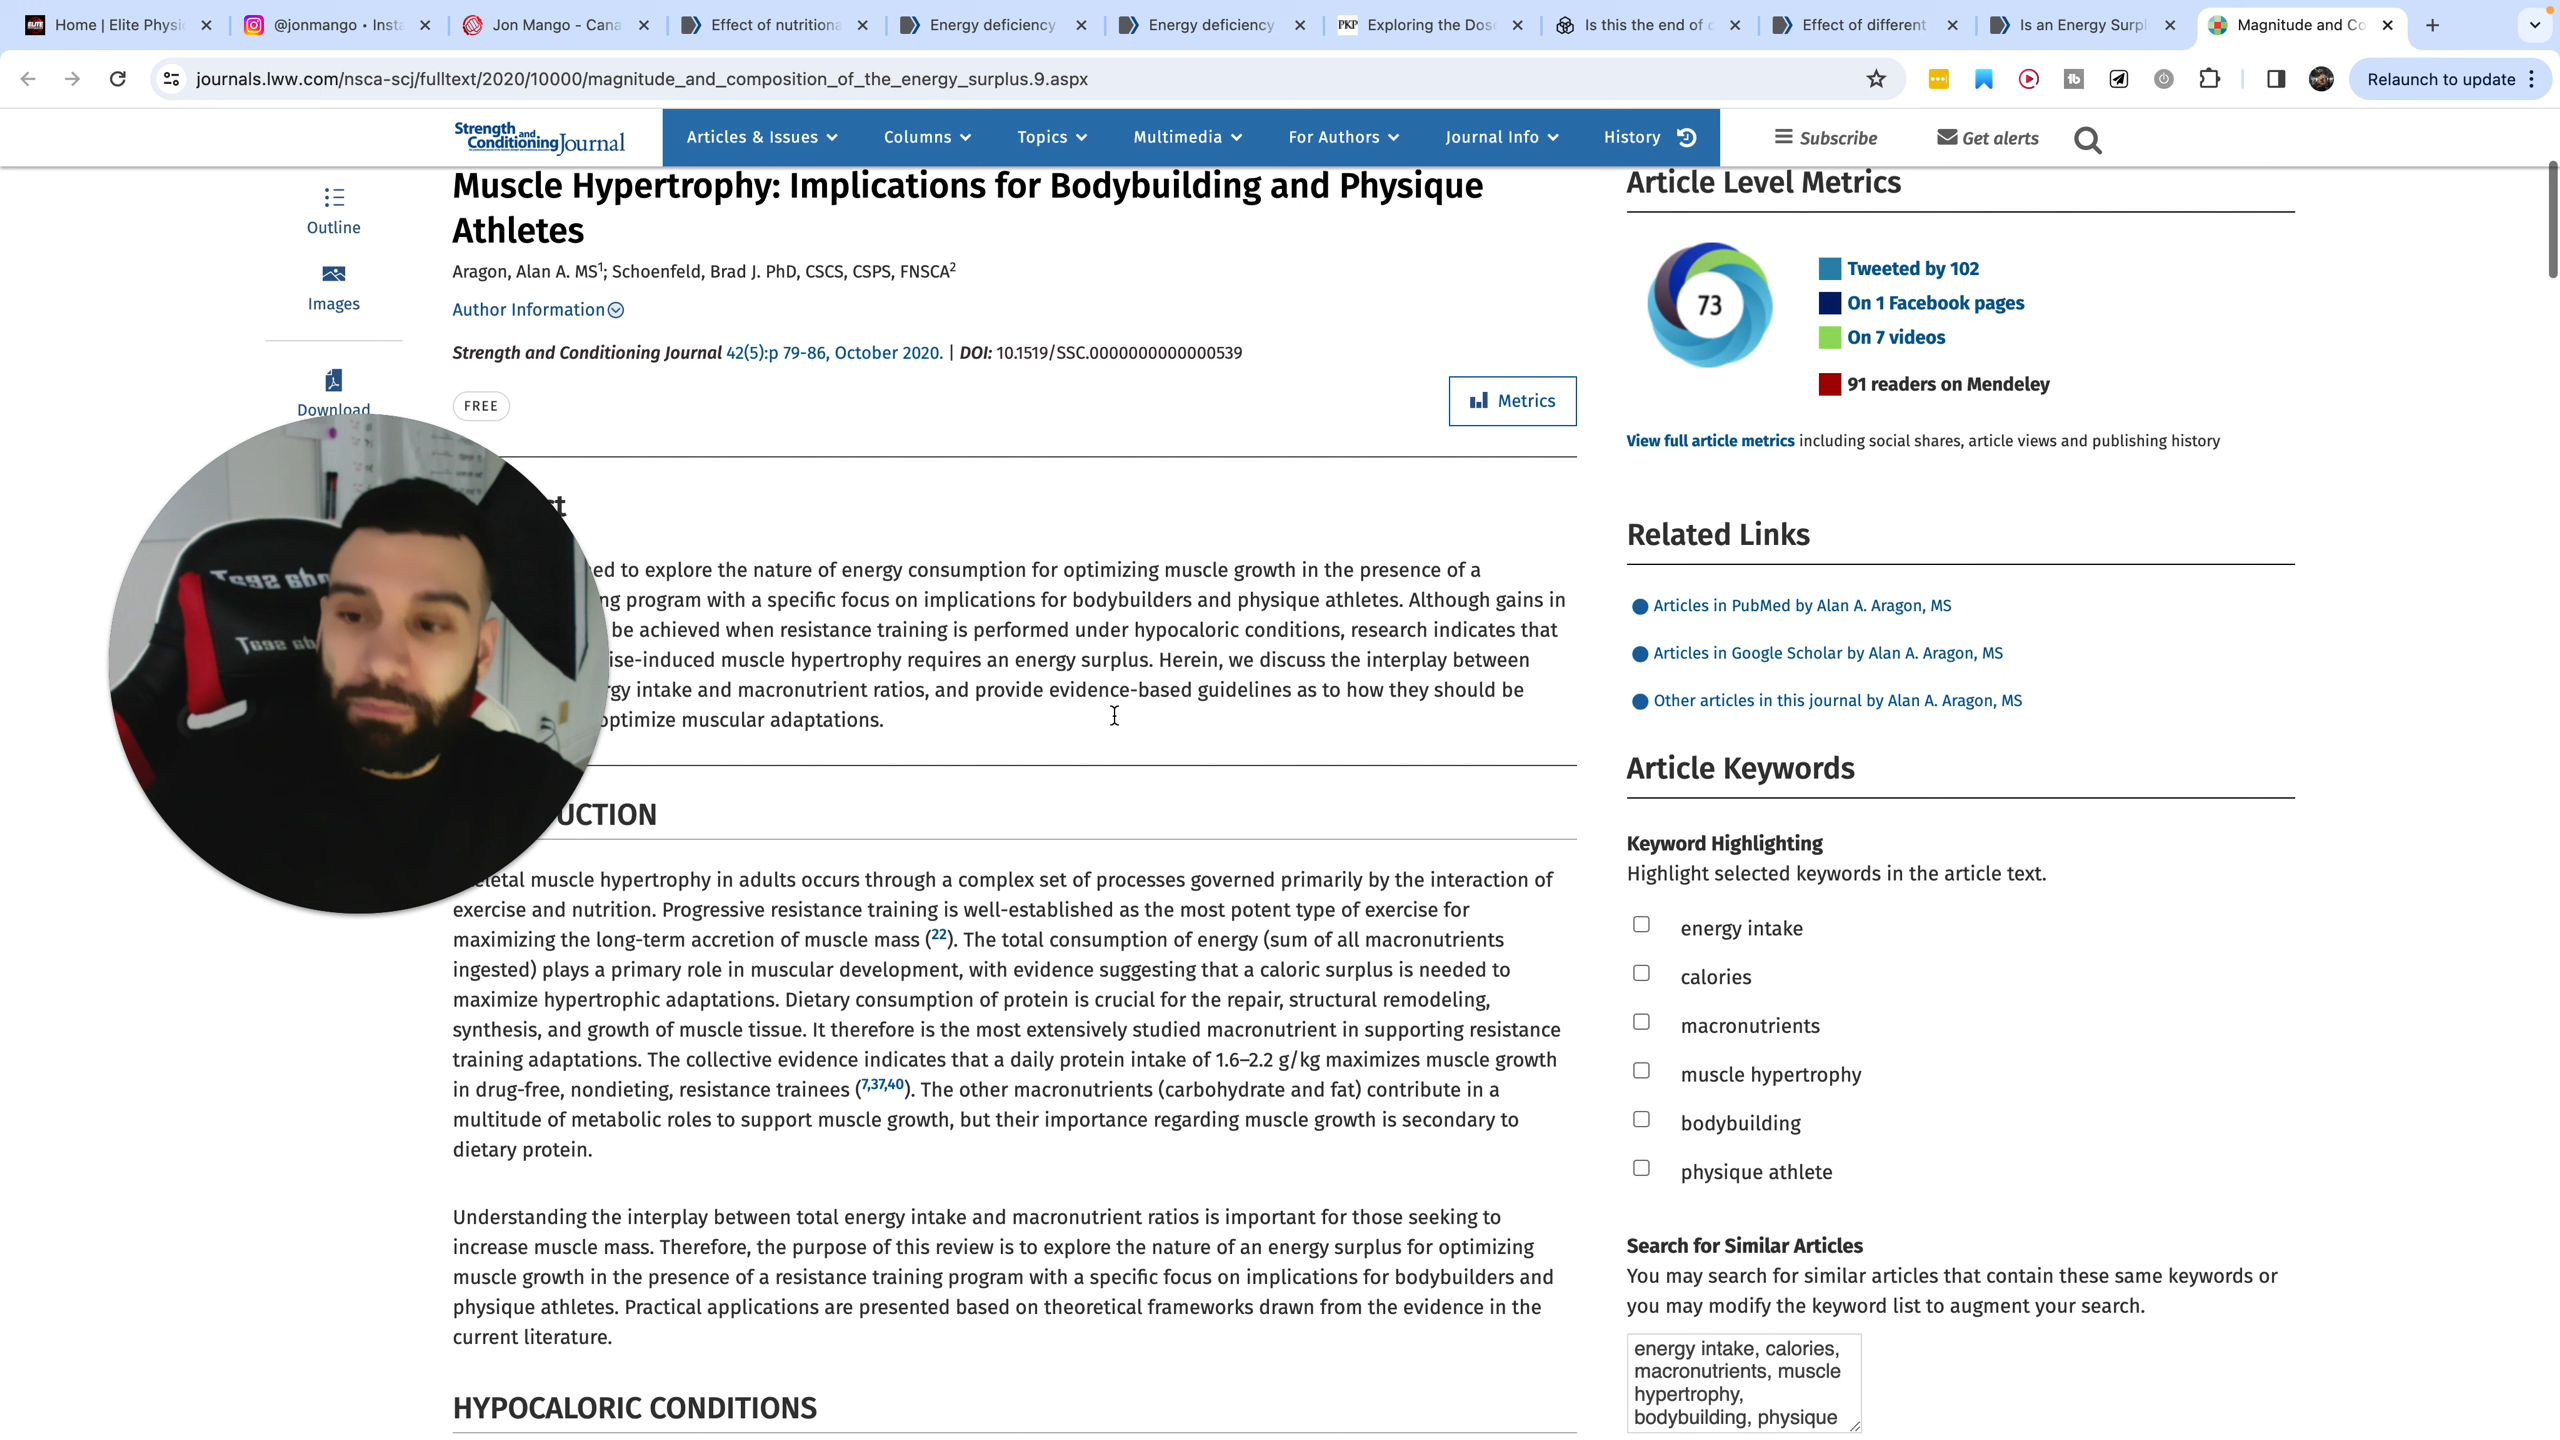 Home | Elite Physi
@jonmango • Insta
Jon Mango - Cana
Effect of nutritiona
Energy deficiency
Energy deficiency
PKP Exploring the Dose
Is this the end of c
Effect of different
Is an Energy Surpl
Magnitude and Co
journals.lww.com/nsca-scj/fulltext/2020/10000/magnitude_and_composition_of_the_energy_surplus.9.aspx
Relaunch to update
Strength and Conditioning Journal
Articles & Issues
Columns
Topics
Multimedia
For Authors
Journal Info
History
Subscribe
Get alerts
Outline
Images
Download
Muscle Hypertrophy: Implications for Bodybuilding and Physique
Athletes
Aragon, Alan A. MS1; Schoenfeld, Brad J. PhD, CSCS, CSPS, FNSCA2
Author Information
Strength and Conditioning Journal 42(5):p 79-86, October 2020. | DOI: 10.1519/SSC.0000000000000539
FREE
Metrics
ed to explore the nature of energy consumption for optimizing muscle growth in the presence of a
ng program with a specific focus on implications for bodybuilders and physique athletes. Although gains in
be achieved when resistance training is performed under hypocaloric conditions, research indicates that
ise-induced muscle hypertrophy requires an energy surplus. Herein, we discuss the interplay between
rgy intake and macronutrient ratios, and provide evidence-based guidelines as to how they should be
optimize muscular adaptations.
UCTION
letal muscle hypertrophy in adults occurs through a complex set of processes governed primarily by the interaction of
exercise and nutrition. Progressive resistance training is well-established as the most potent type of exercise for
maximizing the long-term accretion of muscle mass (22). The total consumption of energy (sum of all macronutrients
ingested) plays a primary role in muscular development, with evidence suggesting that a caloric surplus is needed to
maximize hypertrophic adaptations. Dietary consumption of protein is crucial for the repair, structural remodeling,
synthesis, and growth of muscle tissue. It therefore is the most extensively studied macronutrient in supporting resistance
training adaptations. The collective evidence indicates that a daily protein intake of 1.6–2.2 g/kg maximizes muscle growth
in drug-free, nondieting, resistance trainees (7,37,40). The other macronutrients (carbohydrate and fat) contribute in a
multitude of metabolic roles to support muscle growth, but their importance regarding muscle growth is secondary to
dietary protein.
Understanding the interplay between total energy intake and macronutrient ratios is important for those seeking to
increase muscle mass. Therefore, the purpose of this review is to explore the nature of an energy surplus for optimizing
muscle growth in the presence of a resistance training program with a specific focus on implications for bodybuilders and
physique athletes. Practical applications are presented based on theoretical frameworks drawn from the evidence in the
current literature.
HYPOCALORIC CONDITIONS
Article Level Metrics
73
Tweeted by 102
On 1 Facebook pages
On 7 videos
91 readers on Mendeley
View full article metrics including social shares, article views and publishing history
Related Links
Articles in PubMed by Alan A. Aragon, MS
Articles in Google Scholar by Alan A. Aragon, MS
Other articles in this journal by Alan A. Aragon, MS
Article Keywords
Keyword Highlighting
Highlight selected keywords in the article text.
energy intake
calories
macronutrients
muscle hypertrophy
bodybuilding
physique athlete
Search for Similar Articles
You may search for similar articles that contain these same keywords or
you may modify the keyword list to augment your search.
energy intake, calories,
macronutrients, muscle
hypertrophy,
bodybuilding, physique